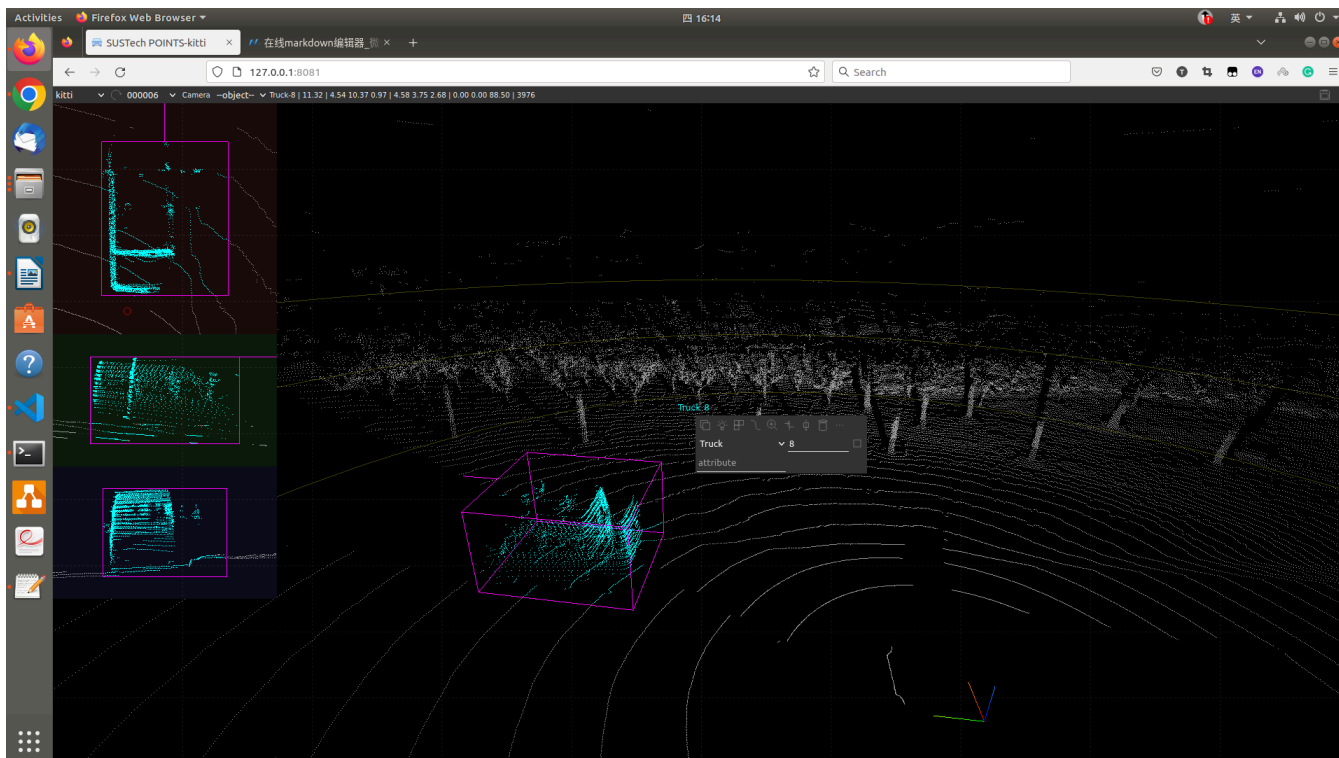 Activities Firefox Web Browser 四 16:14 英
SUSTech POINTS-kitti × 在线markdown编辑器_微 × +
127.0.0.1:8081 Search
kitti 000006 Camera --object-- Truck-8 | 11.32 | 4.54 10.37 0.97 | 4.58 3.75 2.68 | 0.00 0.00 88.50 | 3976
Truck 8
Truck 8
attribute